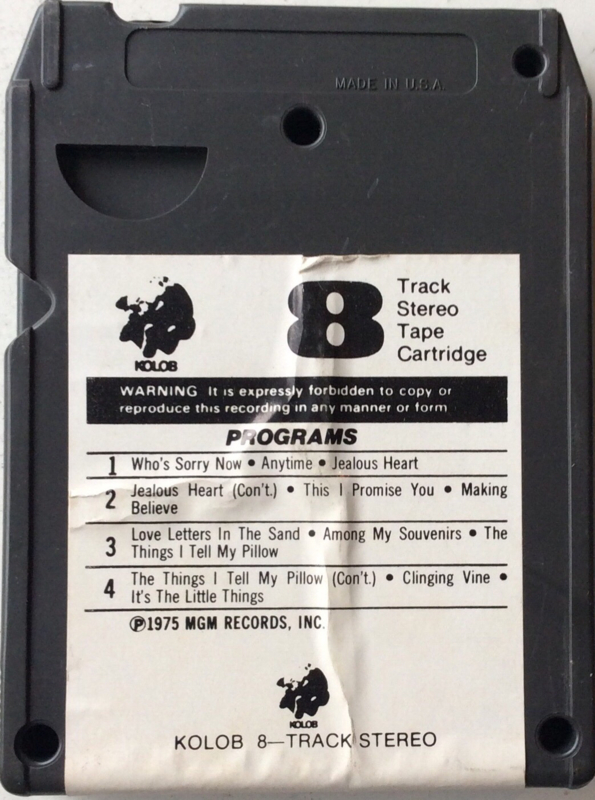 MADE IN U.S.A.
KOLOB
8
Track
Stereo
Tape
Cartridge
WARNING It is expressly forbidden to copy or
reproduce this recording in any manner or form
PROGRAMS
1 Who's Sorry Now • Anytime • Jealous Heart
2 Jealous Heart (Con't.) • This I Promise You • Making
Believe
3 Love Letters In The Sand • Among My Souvenirs • The
Things I Tell My Pillow
4 The Things I Tell My Pillow (Con't.) • Clinging Vine •
It's The Little Things
Ⓟ1975 MGM RECORDS, INC.
KOLOB
KOLOB 8—TRACK STEREO